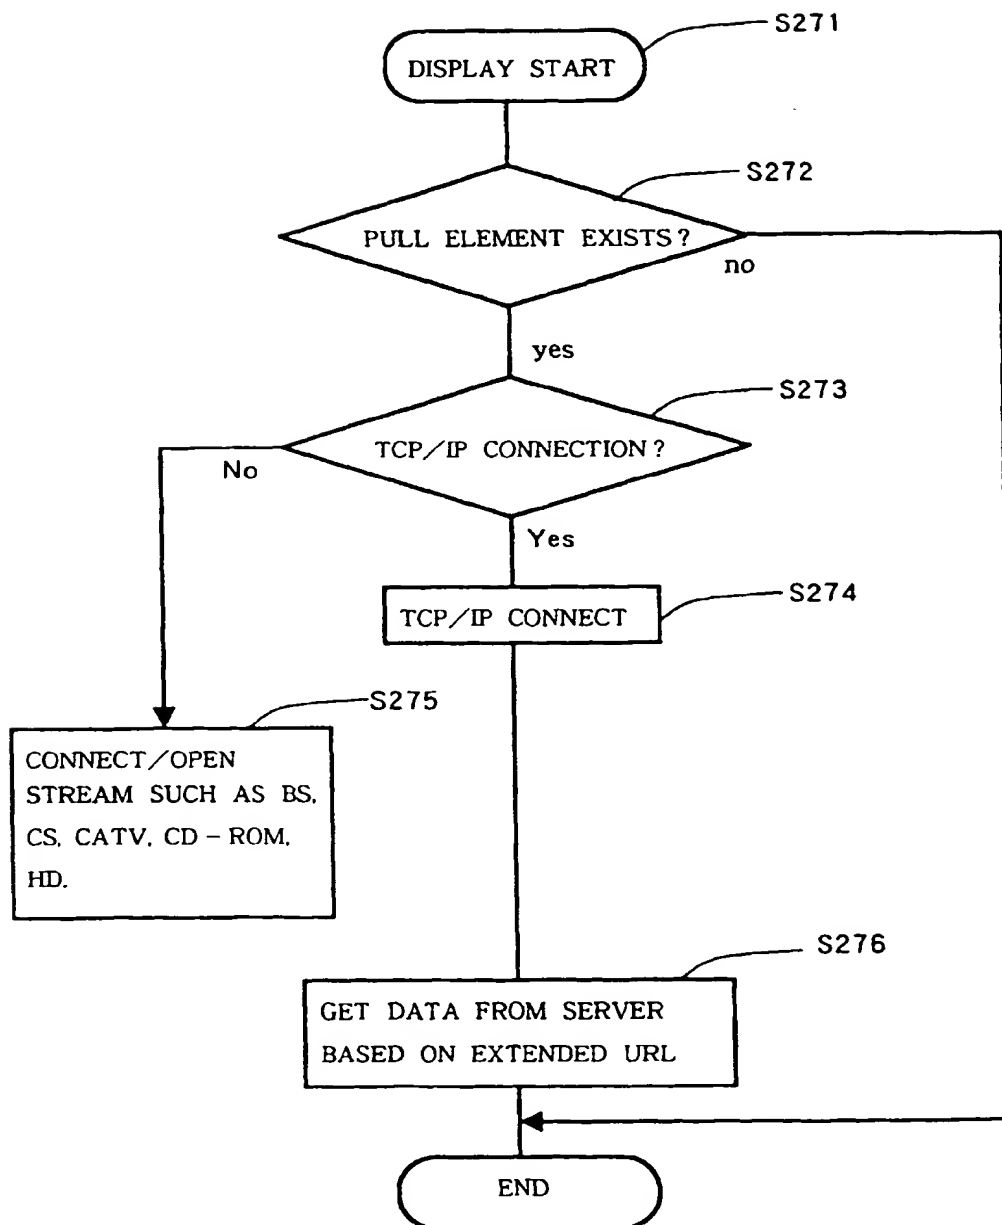 S271
DISPLAY START
S272
PULL ELEMENT EXISTS?
no
yes
S273
TCP/IP CONNECTION?
No
Yes
S274
TCP/IP CONNECT
S275
CONNECT/OPEN
STREAM SUCH AS BS,
CS, CATV, CD-ROM,
HD.
S276
GET DATA FROM SERVER
BASED ON EXTENDED URL
END